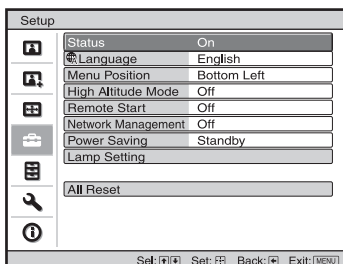 Setup
Status On
Language English
Menu Position Bottom Left
High Altitude Mode Off
Remote Start Off
Network Management Off
Power Saving Standby
Lamp Setting
All Reset
Sel: Set: Back: Exit: MENU